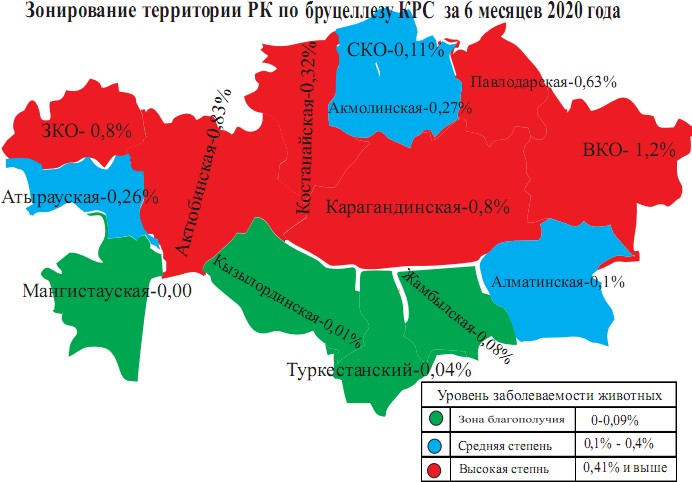 Зонирование территории РК по бруцеллезу КРС за 6 месяцев 2020 года
СКО-0,11%
Павлодарская-0,63%
Акмолинская-0,27%
Костанайская-0,32%
Актюбинская-0,83%
ЗКО- 0,8%
ВКО- 1,2%
Атырауская-0,26%
Карагандинская-0,8%
Мангистауская-0,00
Кызылординская-0,01%
Жамбылская-0,08%
Алматинская-0,1%
Туркестанский-0,04%
Уровень заболеваемости животных
Зона благополучия 0-0,09%
Средняя степень 0,1% - 0,4%
Высокая степнь 0,41% и выше